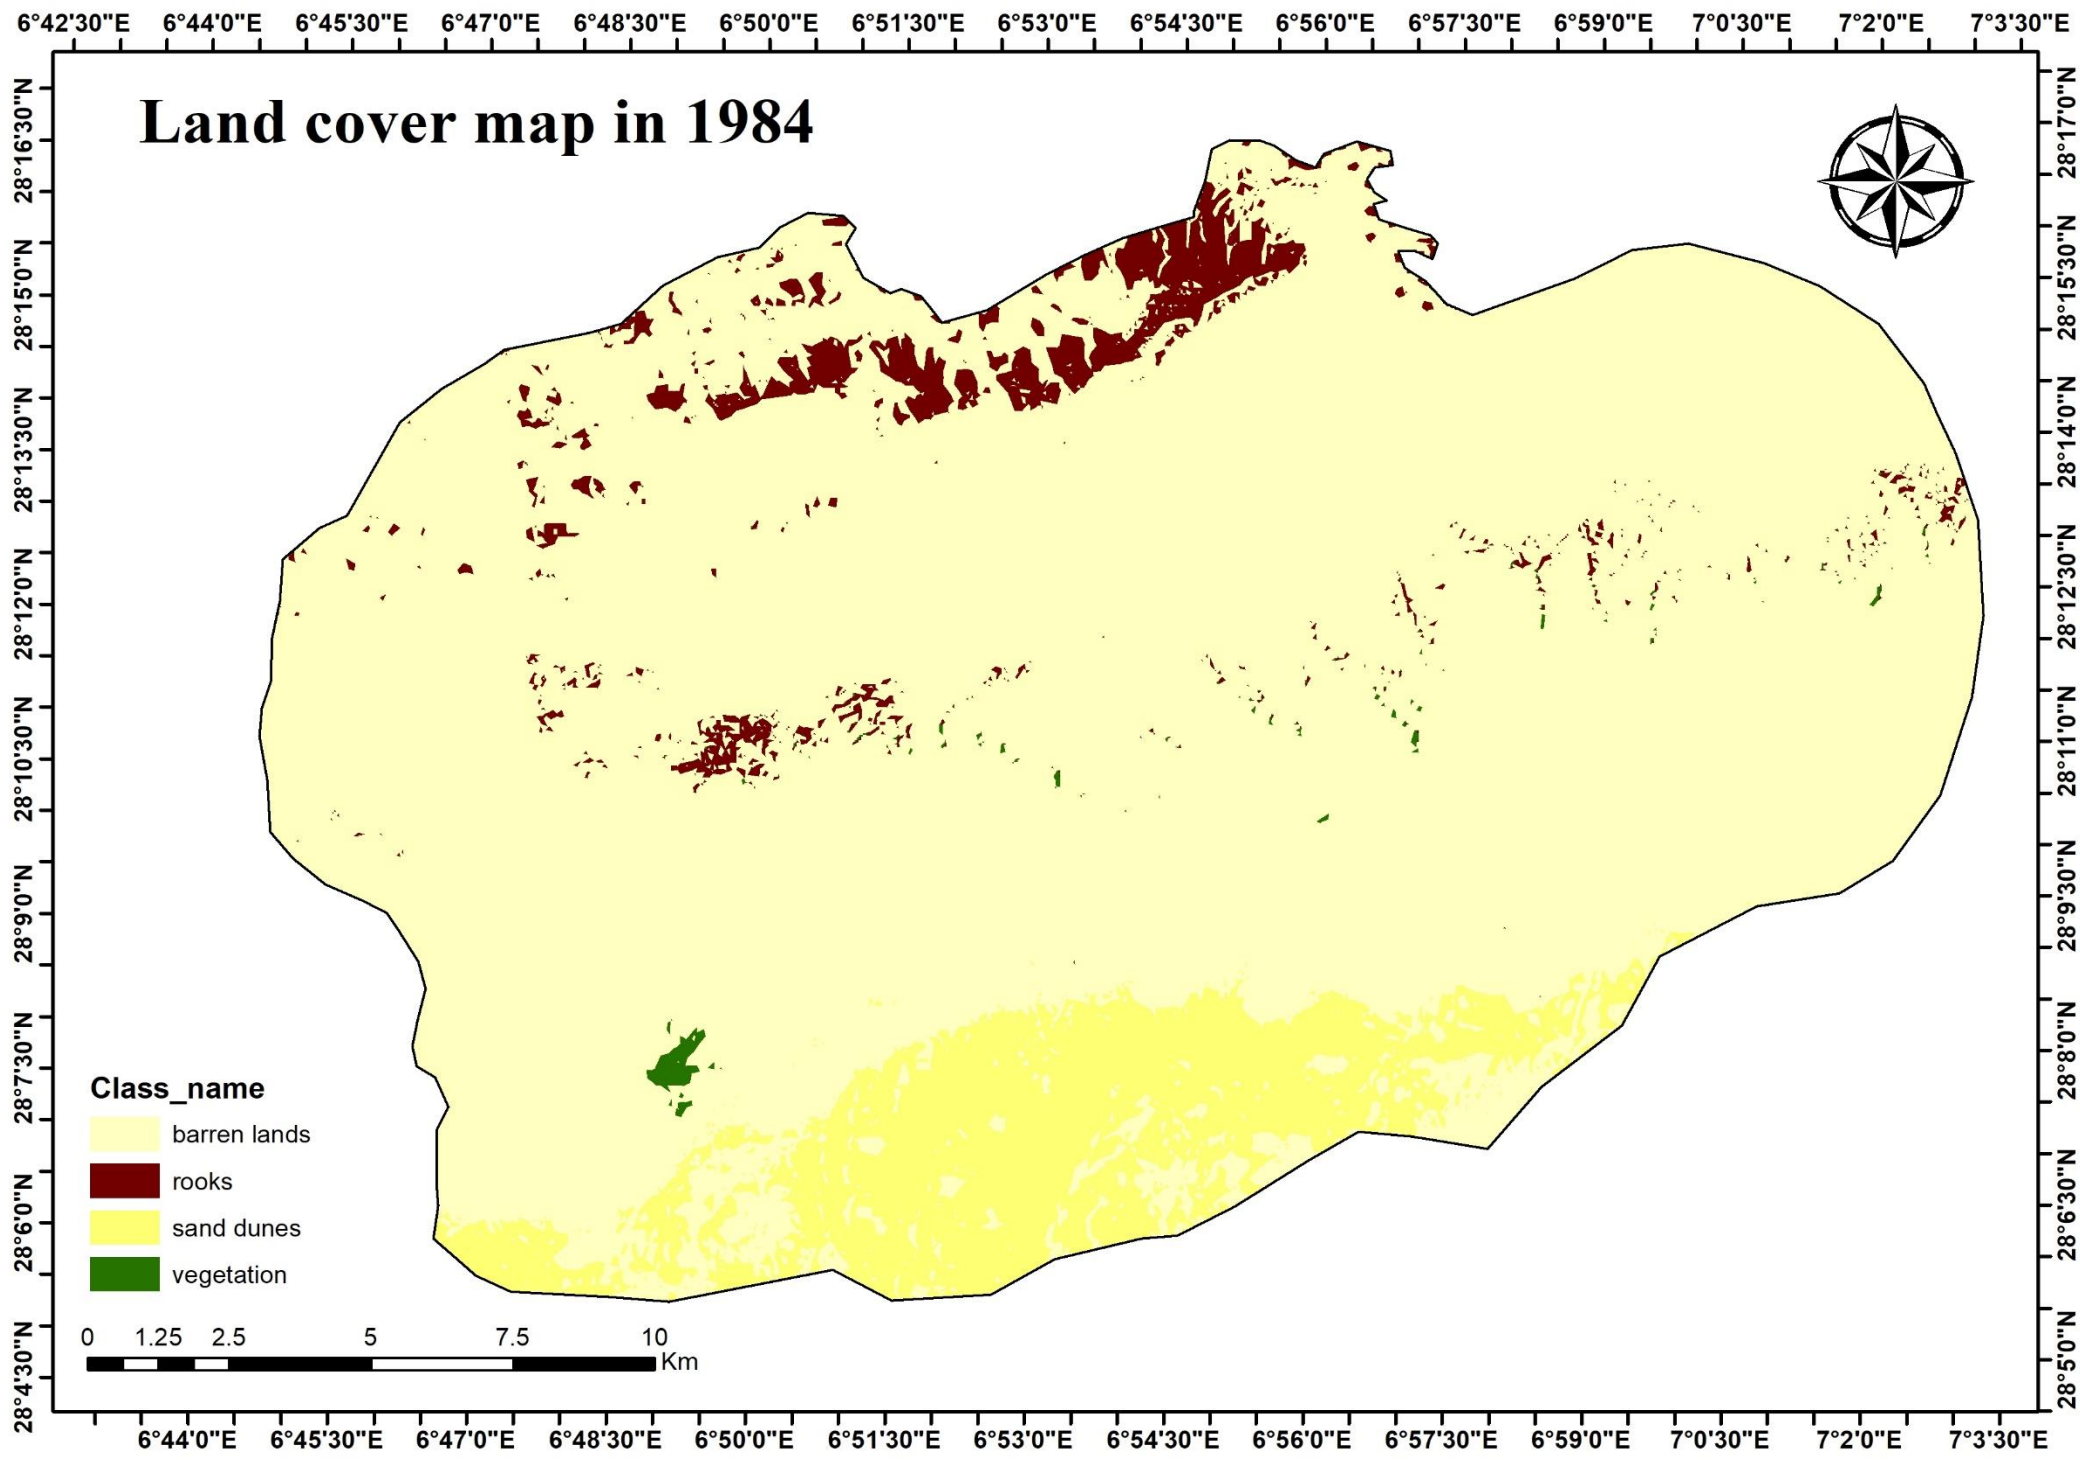 6°42'30"E 6°44'0"E 6°45'30"E 6°47'0"E 6°48'30"E 6°50'0"E 6°51'30"E 6°53'0"E 6°54'30"E 6°56'0"E 6°57'30"E 6°59'0"E 7°0'30"E 7°2'0"E 7°3'30"E
Land cover map in 1984
28°16'30"N
28°15'0"N
28°13'30"N
28°12'0"N
28°10'30"N
28°9'0"N
28°7'30"N
28°6'0"N
28°4'30"N
28°17'0"N
28°15'30"N
28°14'0"N
28°12'30"N
28°11'0"N
28°9'30"N
28°8'0"N
28°6'30"N
28°5'0"N
Class_name
barren lands
rooks
sand dunes
vegetation
0 1.25 2.5 5 7.5 10
Km
6°44'0"E 6°45'30"E 6°47'0"E 6°48'30"E 6°50'0"E 6°51'30"E 6°53'0"E 6°54'30"E 6°56'0"E 6°57'30"E 6°59'0"E 7°0'30"E 7°2'0"E 7°3'30"E